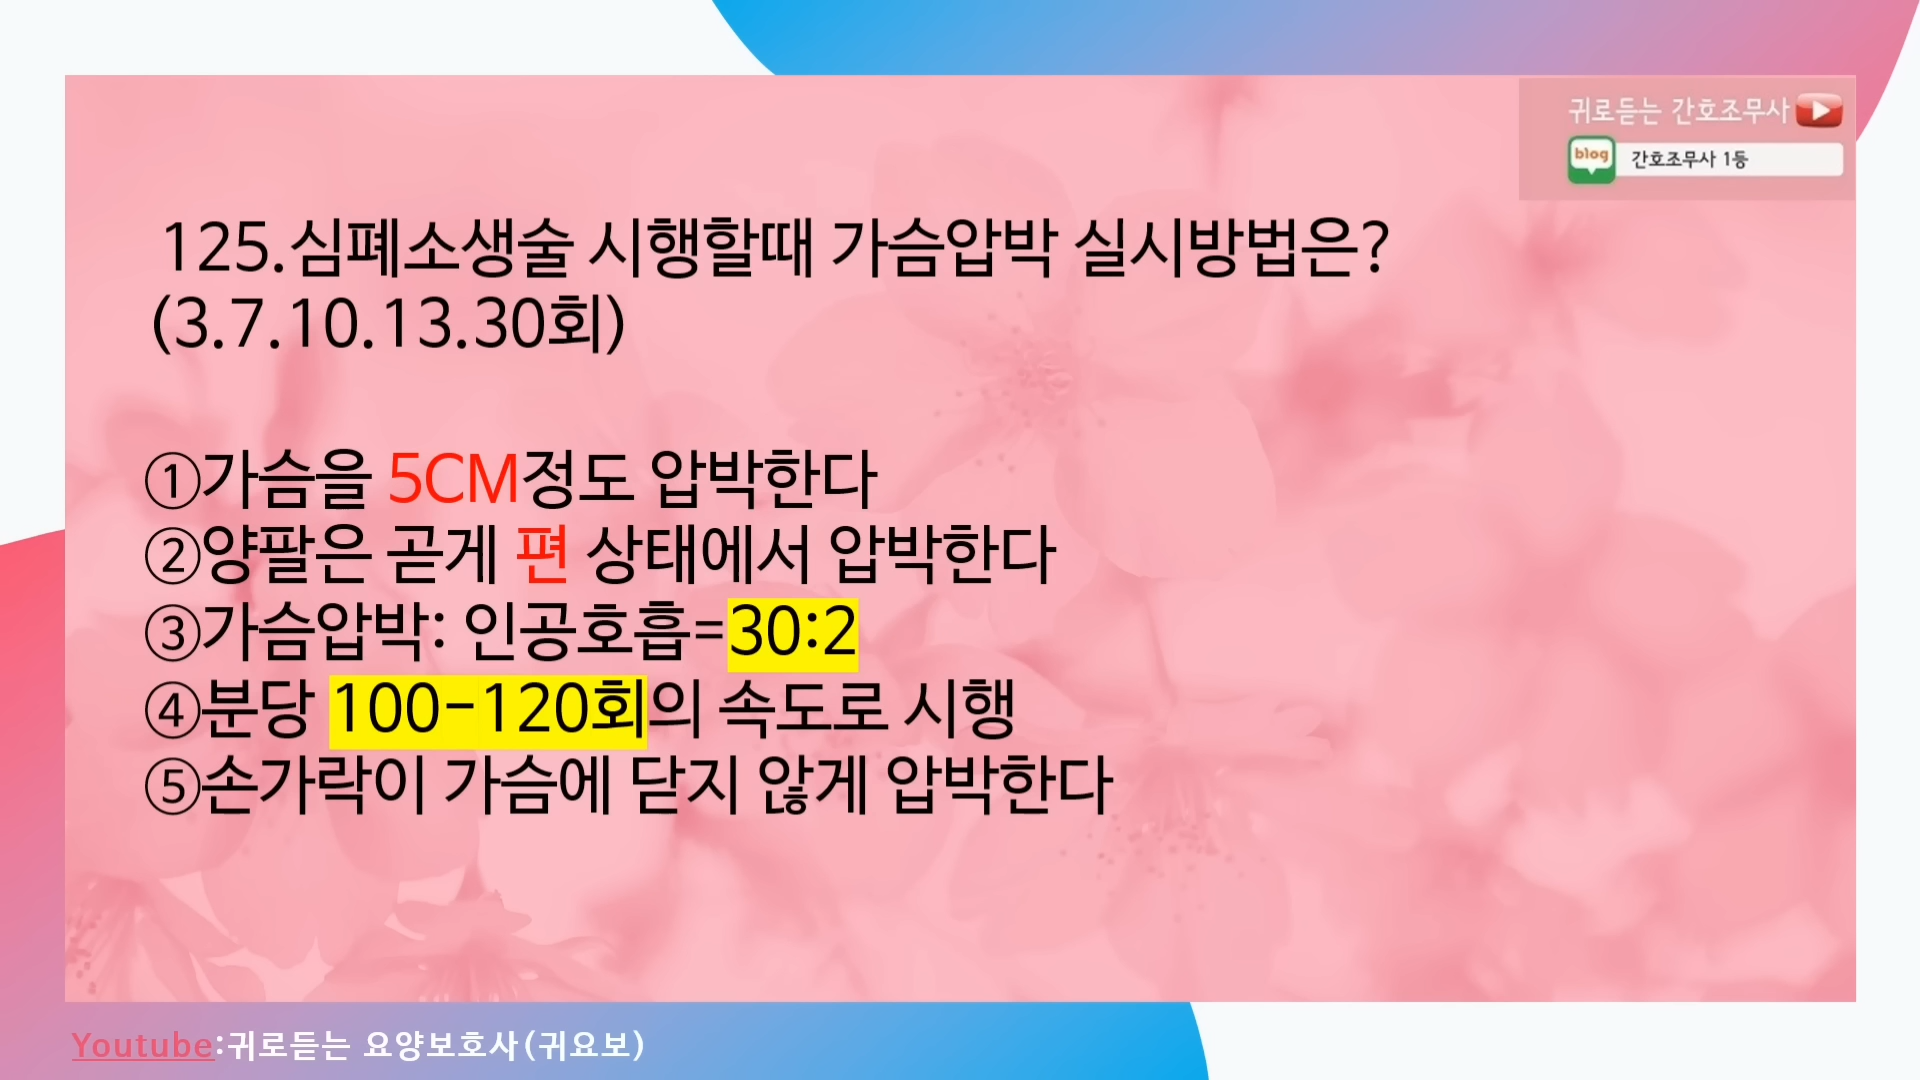 귀로듣는 간호조무사
blog 간호조무사 1등
125.심폐소생술 시행할때 가슴압박 실시방법은?
(3.7.10.13.30회)
①가슴을 5CM정도 압박한다
②양팔은 곧게 편 상태에서 압박한다
③가슴압박: 인공호흡=30:2
④분당 100-120회의 속도로 시행
⑤손가락이 가슴에 닫지 않게 압박한다
Youtube:귀로듣는 요양보호사(귀요보)